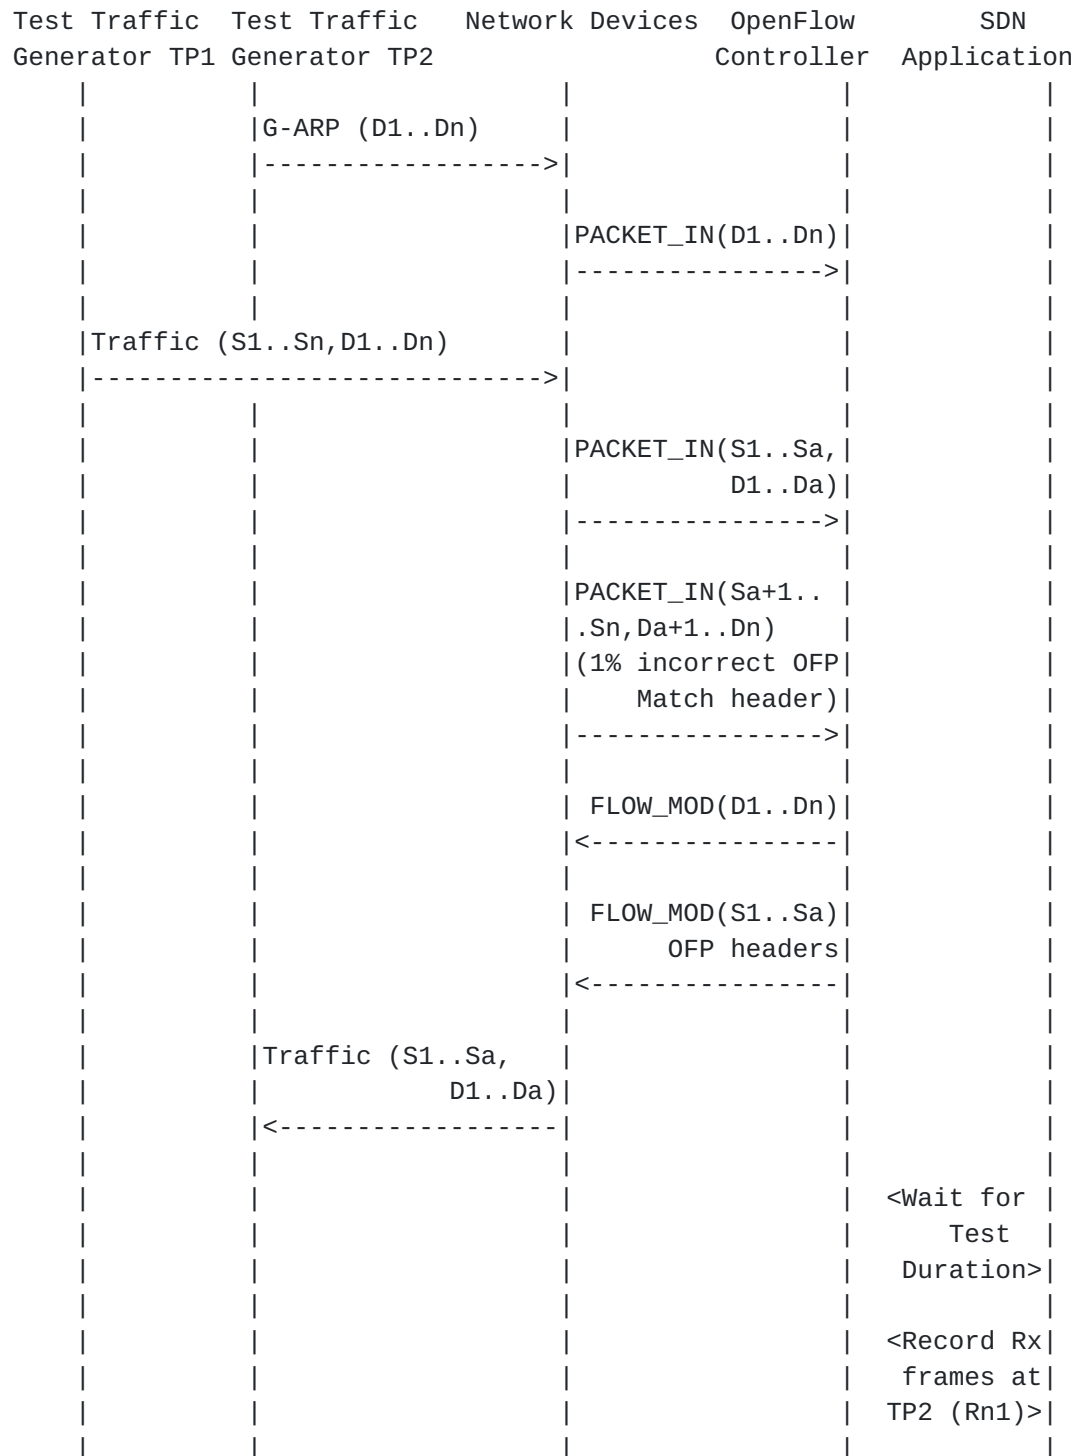 Test Traffic  Test Traffic   Network Devices  OpenFlow        SDN
Generator TP1 Generator TP2                  Controller  Application
G-ARP (D1..Dn)
PACKET_IN(D1..Dn)
Traffic (S1..Sn,D1..Dn)
PACKET_IN(S1..Sa,
D1..Da)
PACKET_IN(Sa+1..
.Sn,Da+1..Dn)
(1% incorrect OFP
Match header)
FLOW_MOD(D1..Dn)
FLOW_MOD(S1..Sa)
OFP headers
Traffic (S1..Sa,
D1..Da)
<Wait for
Test
Duration>
<Record Rx
frames at
TP2 (Rn1)>